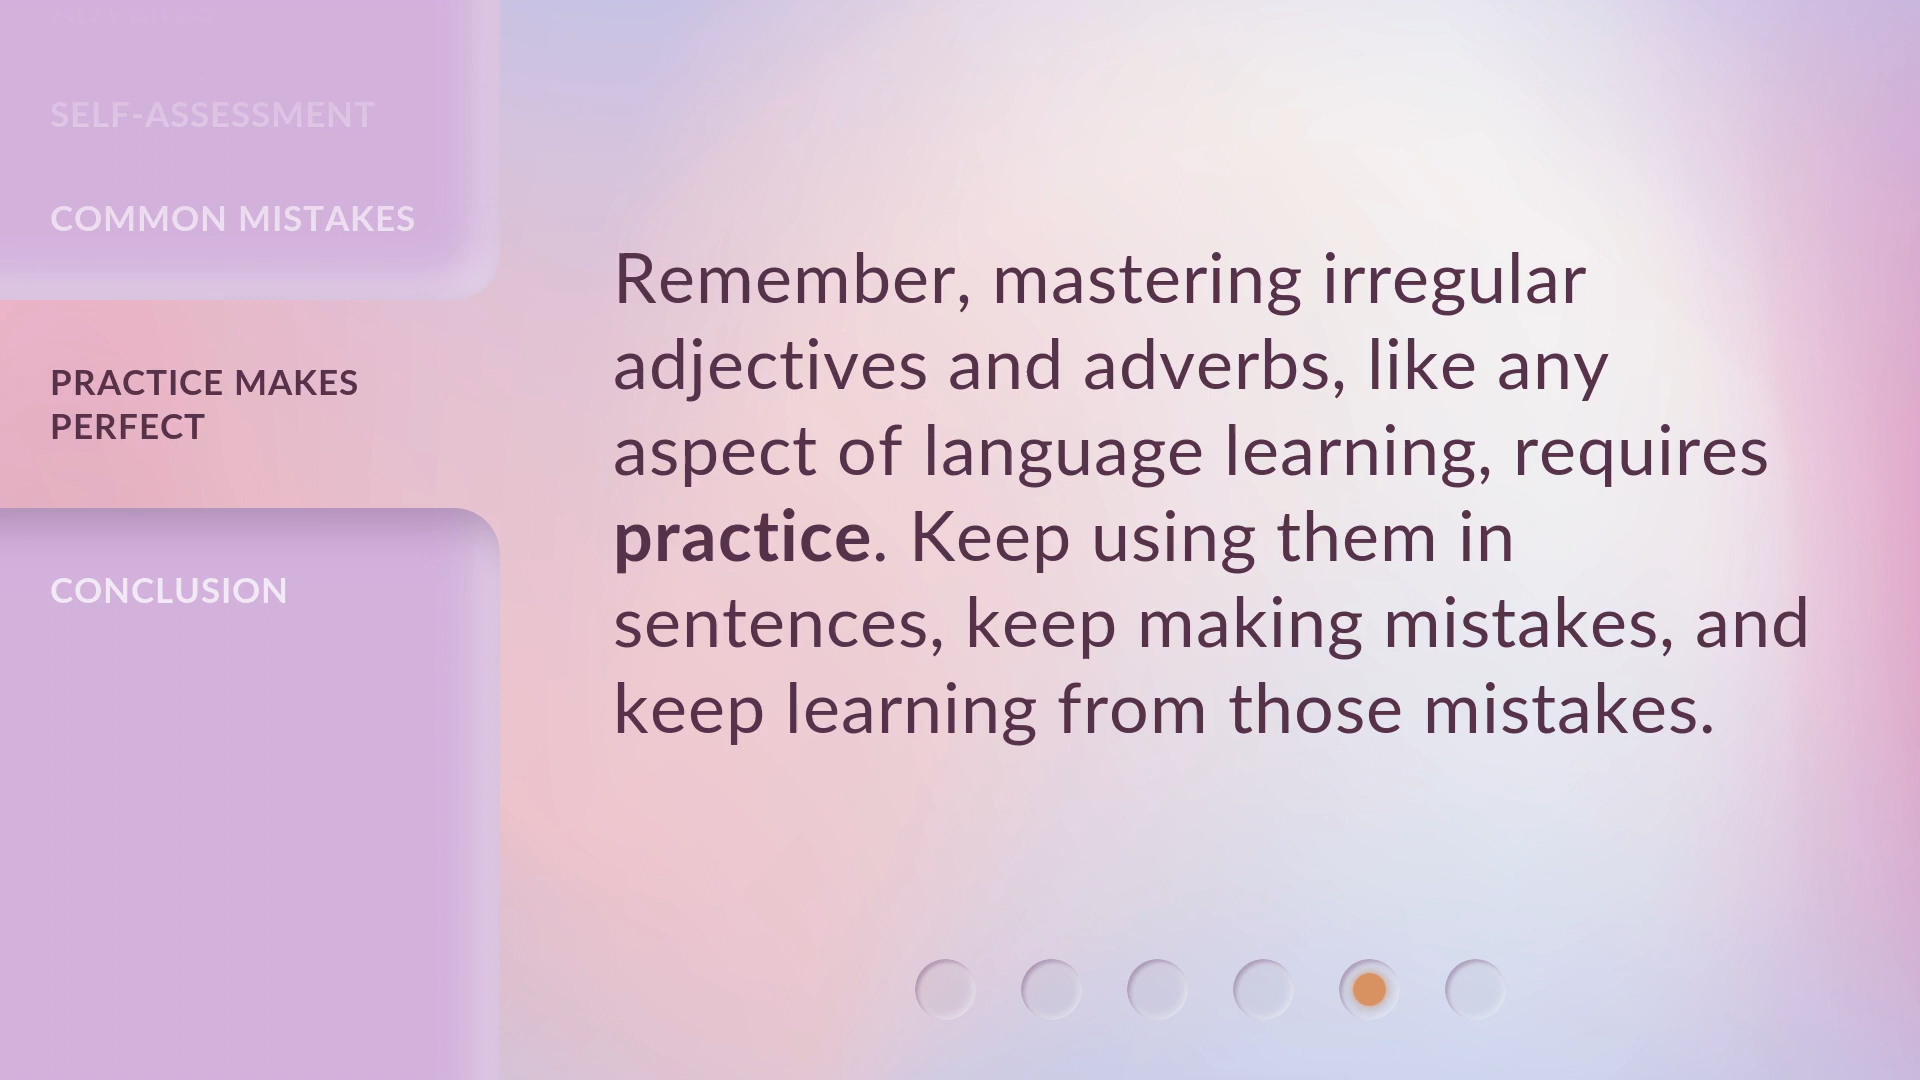 SELF-ASSESSMENT
COMMON MISTAKES
PRACTICE MAKES
PERFECT
CONCLUSION
Remember, mastering irregular
adjectives and adverbs, like any
aspect of language learning, requires
practice. Keep using them in
sentences, keep making mistakes, and
keep learning from those mistakes.